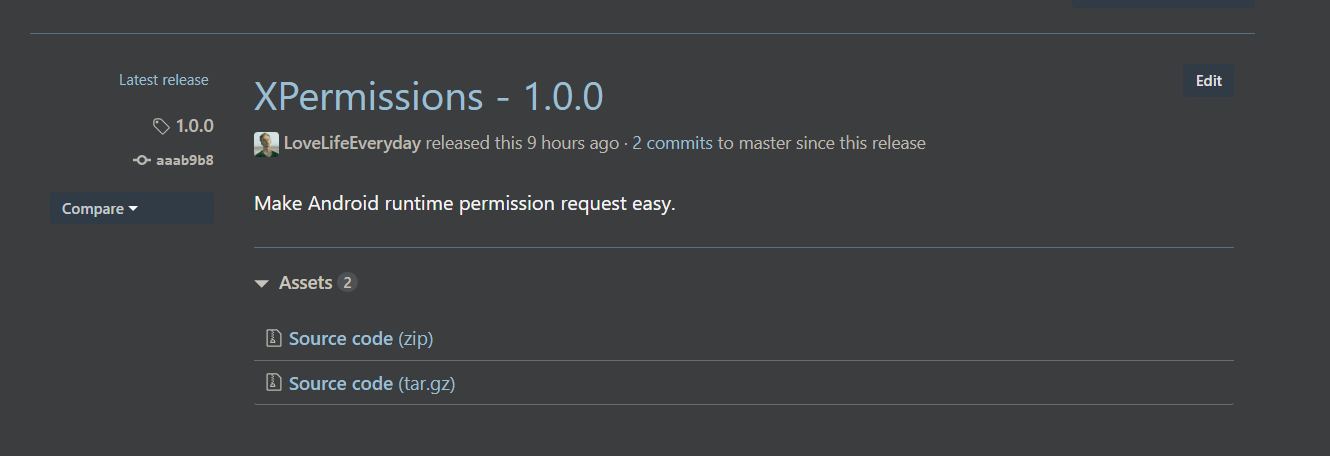 Latest release
1.0.0
aaab9b8
Compare
XPermissions - 1.0.0
Edit
LoveLifeEveryday released this 9 hours ago · 2 commits to master since this release
Make Android runtime permission request easy.
Assets 2
Source code (zip)
Source code (tar.gz)